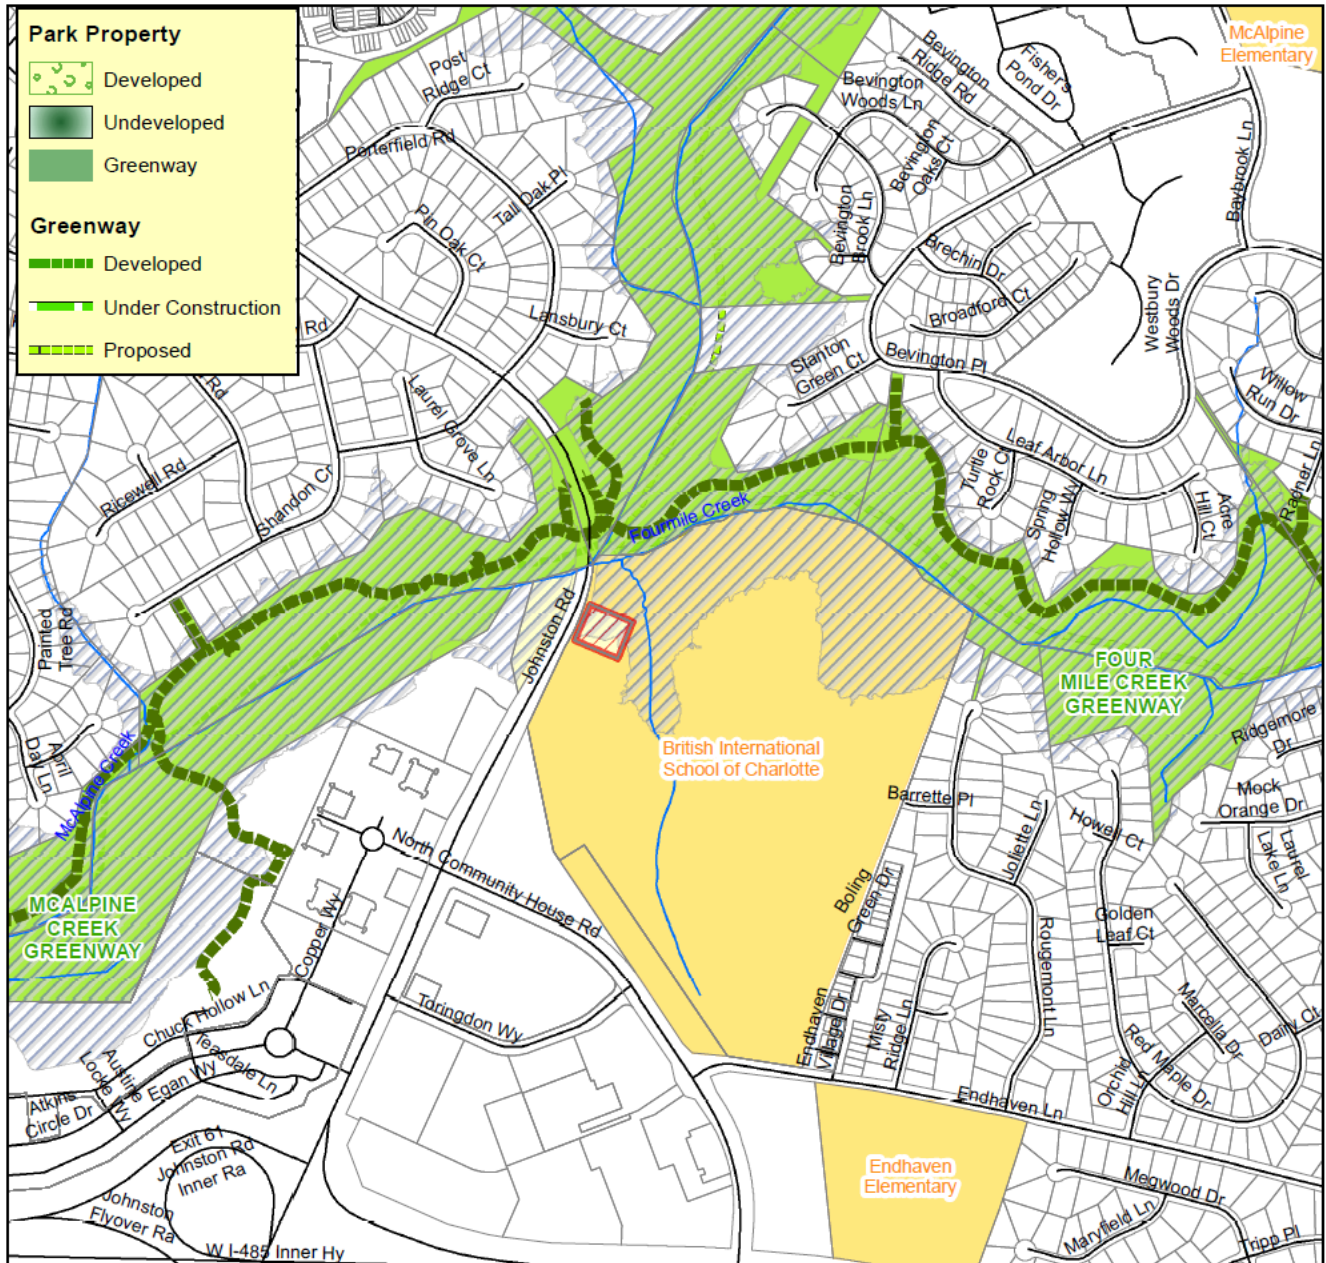 Park Property
Developed
Undeveloped
Greenway
Greenway
Developed
Under Construction
Proposed
McAlpine
Elementary
Post
Ridge Ct
Porterfield Rd
Tall Oak Pl
Pin Oak Ct
Lansbury Ct
Rd
Rd
Laurel Grove Ln
Ricewell Rd
Shandon Cr
Bevington
Ridge Rd
Bevington
Woods Ln
Fisher's
Pond Dr
Bevington
Oaks Ct
Bevington
Brook Ln
Brechin Dr
Broadford Ct
Baybrook Ln
Westbury
Woods Dr
Stanton
Green Ct
Bevington Pl
Willow
Run Dr
Leaf Arbor Ln
Turtle
Rock Ct
Spring
Hollow Wy
Acre
Hill Ct
Radner Ln
Fourmile Creek
Johnston Rd
Painted
Tree Rd
April
Day Ln
McAlpine Creek
FOUR
MILE CREEK
GREENWAY
Ridgemore
Dr
Mock
Orange Dr
Laurel
Lake Ln
British International
School of Charlotte
Barrette Pl
Joliette Ln
Howell Ct
Golden
Leaf Ct
Boling
Green Dr
Rougemont Ln
North Community House Rd
Copper Wy
MCALPINE
CREEK
GREENWAY
Chuck Hollow Ln
Taringdon Wy
Teasdale Ln
Egan Wy
Austine
Locke Wy
Atkins
Circle Dr
Endhaven
Village Dr
Misty
Ridge Ln
Marcella Dr
Dairy Ct
Red Maple Dr
Orchid
Hill Ln
Endhaven Ln
Exit 61
Johnston Rd
Inner Ra
Johnston
Flyover Ra
W I-485 Inner Hy
Endhaven
Elementary
Megwood Dr
Maryfield Ln
Tripp Pl